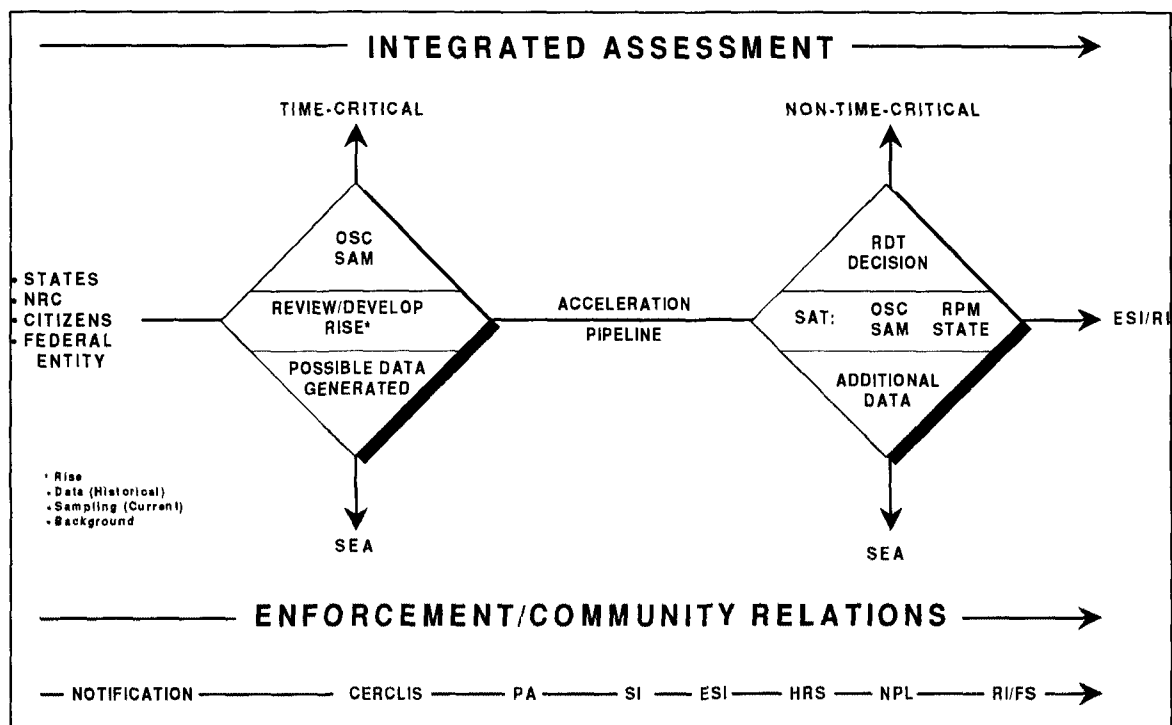 INTEGRATED ASSESSMENT
TIME-CRITICAL
NON-TIME-CRITICAL
• STATES
• NRC
• CITIZENS
• FEDERAL
ENTITY
OSC
SAM
REVIEW/DEVELOP
RISE*
POSSIBLE DATA
GENERATED
ACCELERATION
PIPELINE
RDT
DECISION
SAT: OSC RPM
SAM STATE
ADDITIONAL
DATA
ESI/RI
* Rise
• Data (Historical)
• Sampling (Current)
• Background
SEA
SEA
ENFORCEMENT/COMMUNITY RELATIONS
NOTIFICATION CERCLIS PA SI ESI HRS NPL RI/FS